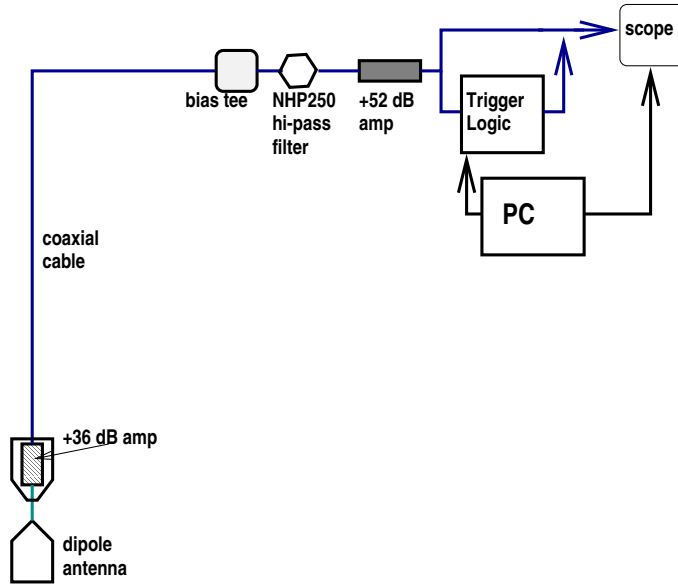 scope
bias tee
NHP250
hi-pass
filter
+52 dB
amp
Trigger
Logic
PC
coaxial
cable
+36 dB amp
dipole
antenna